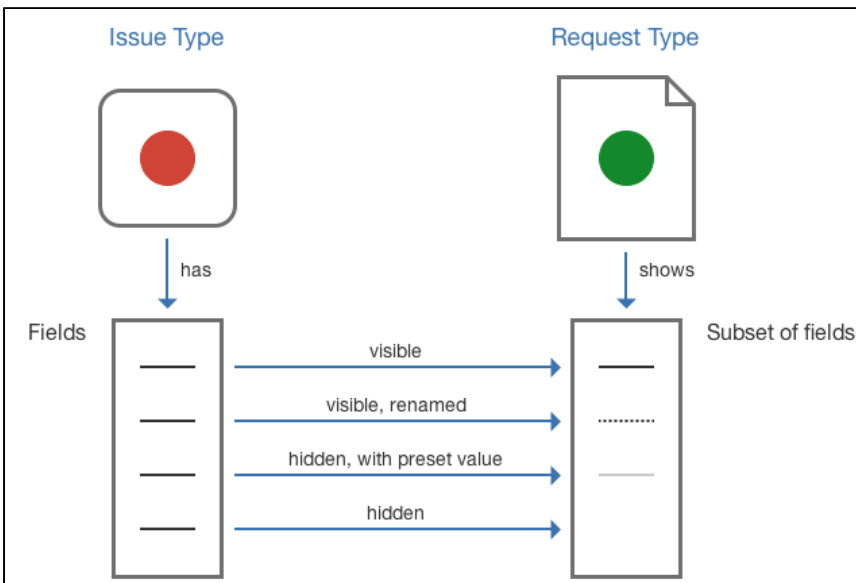 Issue Type
Request Type
has
shows
Fields
Subset of fields
visible
visible, renamed
hidden, with preset value
hidden